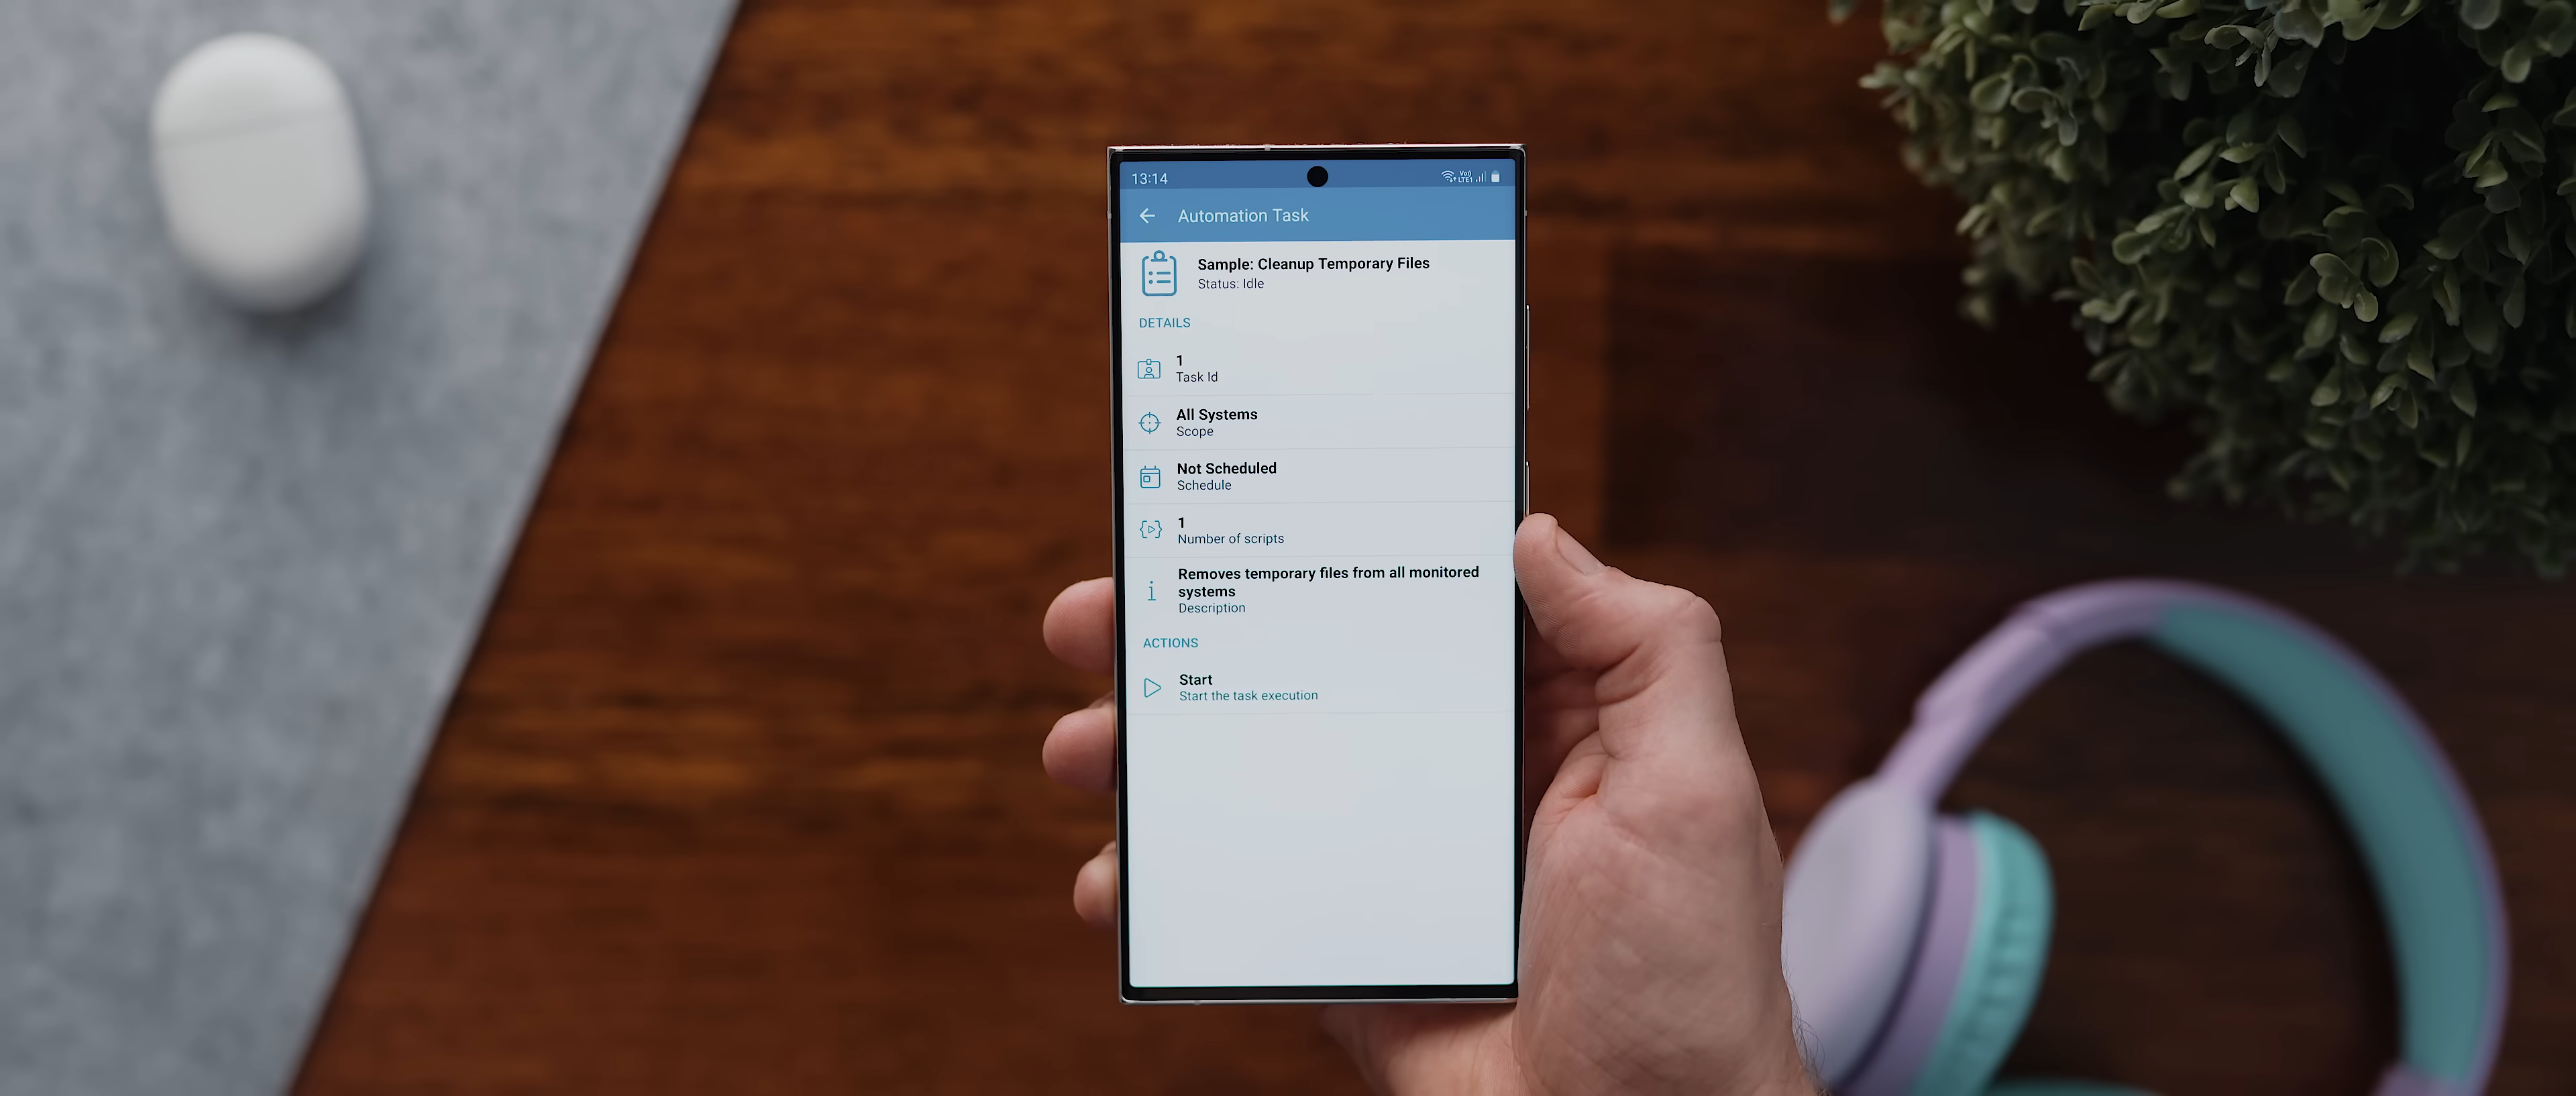 13:14
Vo))
LTE1
Automation Task
Sample: Cleanup Temporary Files
Status: Idle
DETAILS
1
Task Id
All Systems
Scope
Not Scheduled
Schedule
1
Number of scripts
Removes temporary files from all monitored
systems
Description
ACTIONS
Start
Start the task execution